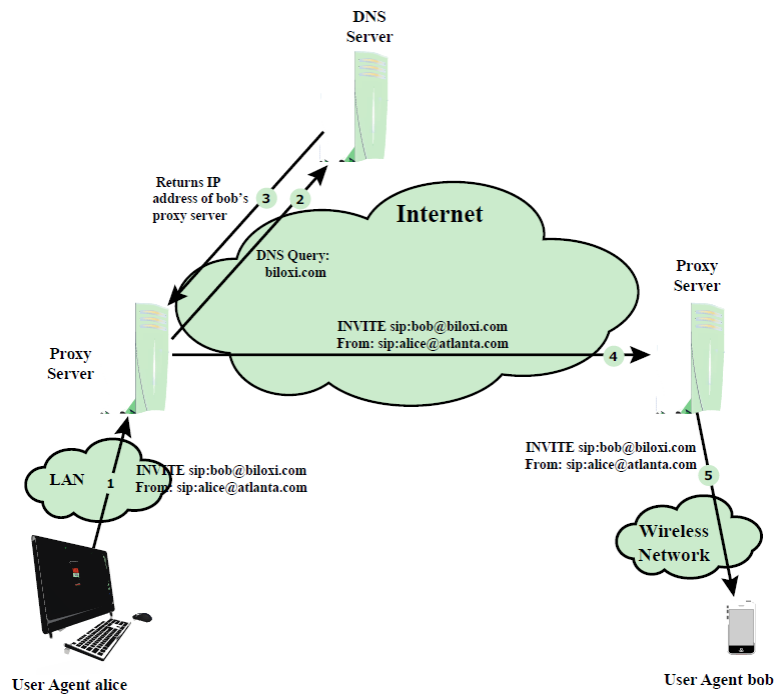 DNS
Server
Returns IP
address of bob's
proxy server
3
2
Internet
DNS Query:
biloxi.com
Proxy
Server
INVITE sip:bob@biloxi.com
From: sip:alice@atlanta.com
4
Proxy
Server
LAN
1
INVITE sip:bob@biloxi.com
From: sip:alice@atlanta.com
INVITE sip:bob@biloxi.com
From: sip:alice@atlanta.com
5
Wireless
Network
User Agent alice
User Agent bob